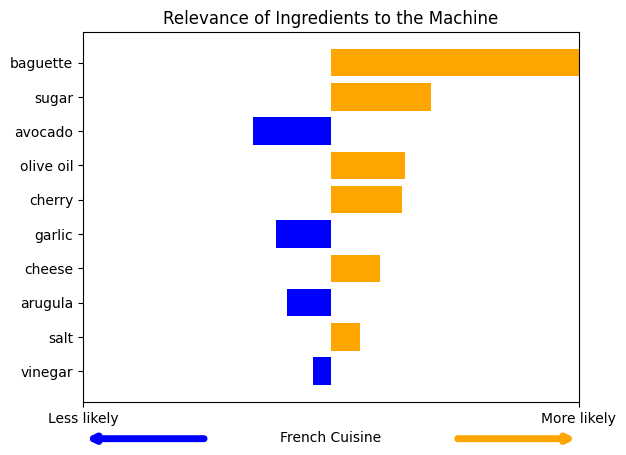 Relevance of Ingredients to the Machine
baguette
sugar
avocado
olive oil
cherry
garlic
cheese
arugula
salt
vinegar
Less likely
More likely
French Cuisine